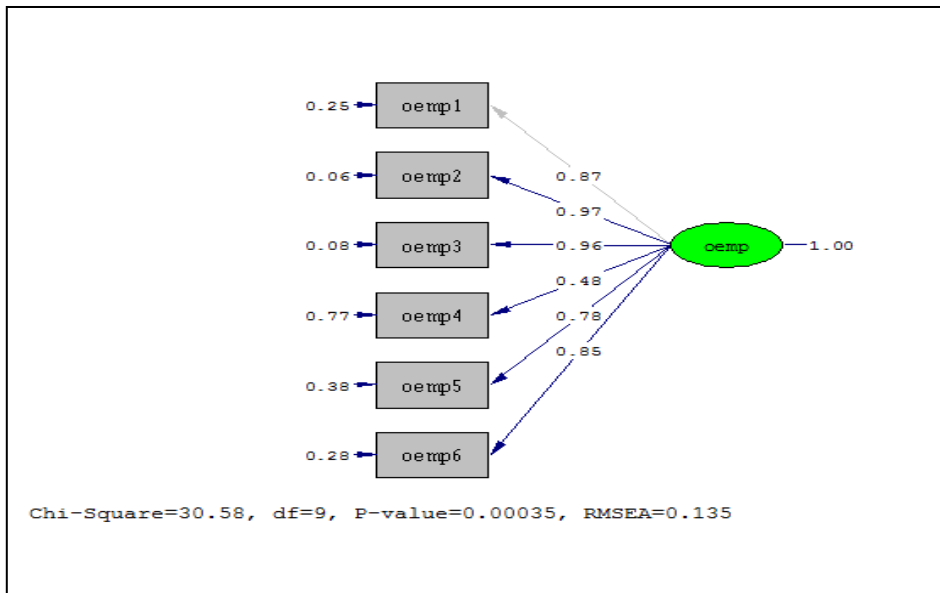 0.25 oemp1
0.87
0.06 oemp2
0.97
0.08 oemp3 0.96 oemp 1.00
0.48
0.77 oemp4 0.78
0.85
0.38 oemp5
0.28 oemp6
Chi-Square=30.58, df=9, P-value=0.00035, RMSEA=0.135